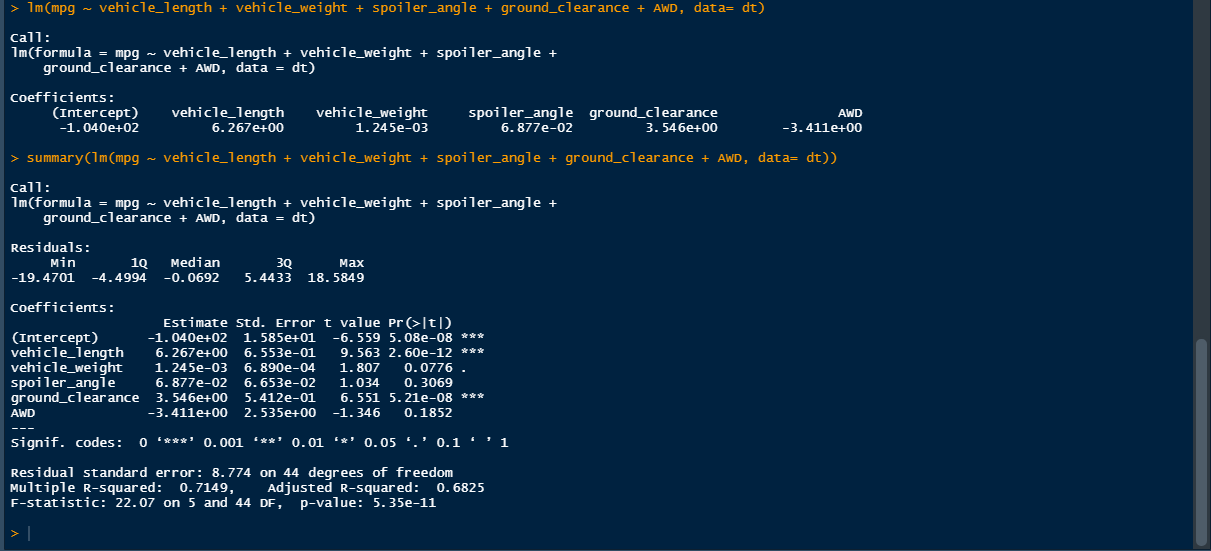 > lm(mpg ~ vehicle_length + vehicle_weight + spoiler_angle + ground_clearance + AWD, data= dt)
Call:
lm(formula = mpg ~ vehicle_length + vehicle_weight + spoiler_angle +
    ground_clearance + AWD, data = dt)
Coefficients:
     (Intercept)    vehicle_length    vehicle_weight     spoiler_angle  ground_clearance               AWD
      -1.040e+02         6.267e+00         1.245e-03         6.877e-02         3.546e+00        -3.411e+00
> summary(lm(mpg ~ vehicle_length + vehicle_weight + spoiler_angle + ground_clearance + AWD, data= dt))
Call:
lm(formula = mpg ~ vehicle_length + vehicle_weight + spoiler_angle +
    ground_clearance + AWD, data = dt)
Residuals:
     Min       1Q   Median       3Q      Max
-19.4701  -4.4994  -0.0692   5.4433  18.5849
Coefficients:
                   Estimate Std. Error t value Pr(>|t|)
(Intercept)      -1.040e+02  1.585e+01  -6.559 5.08e-08 ***
vehicle_length    6.267e+00  6.553e-01   9.563 2.60e-12 ***
vehicle_weight    1.245e-03  6.890e-04   1.807   0.0776 .
spoiler_angle     6.877e-02  6.653e-02   1.034   0.3069
ground_clearance  3.546e+00  5.412e-01   6.551 5.21e-08 ***
AWD              -3.411e+00  2.535e+00  -1.346   0.1852
---
Signif. codes:  0 ‘***’ 0.001 ‘**’ 0.01 ‘*’ 0.05 ‘.’ 0.1 ‘ ’ 1
Residual standard error: 8.774 on 44 degrees of freedom
Multiple R-squared:  0.7149,    Adjusted R-squared:  0.6825
F-statistic: 22.07 on 5 and 44 DF,  p-value: 5.35e-11
>